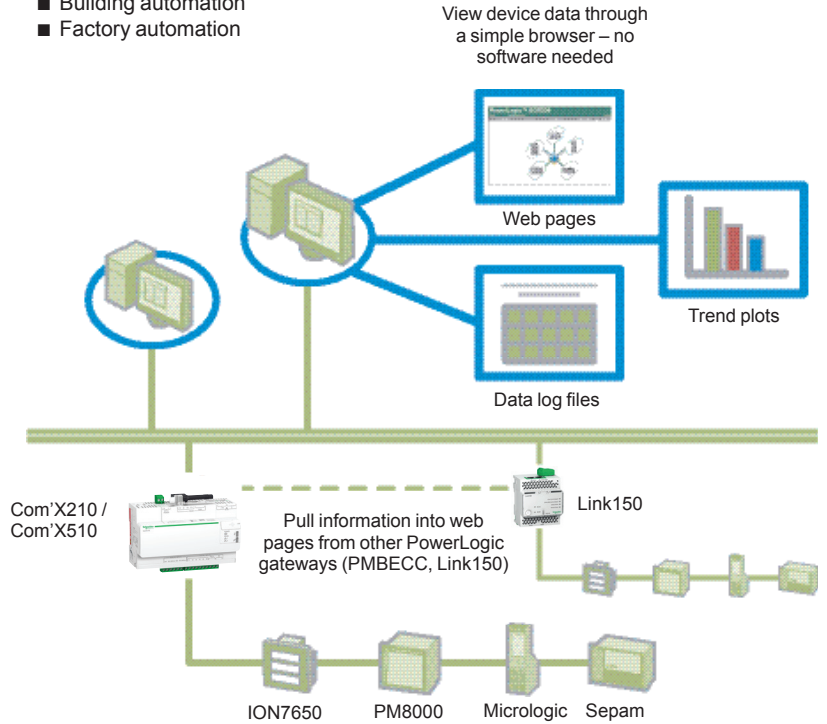 ■ Building automation
■ Factory automation
View device data through
a simple browser – no
software needed
Web pages
Trend plots
Data log files
Com’X210 /
Com’X510
Pull information into web
pages from other PowerLogic
gateways (PMBECC, Link150)
Link150
ION7650
PM8000
Micrologic
Sepam